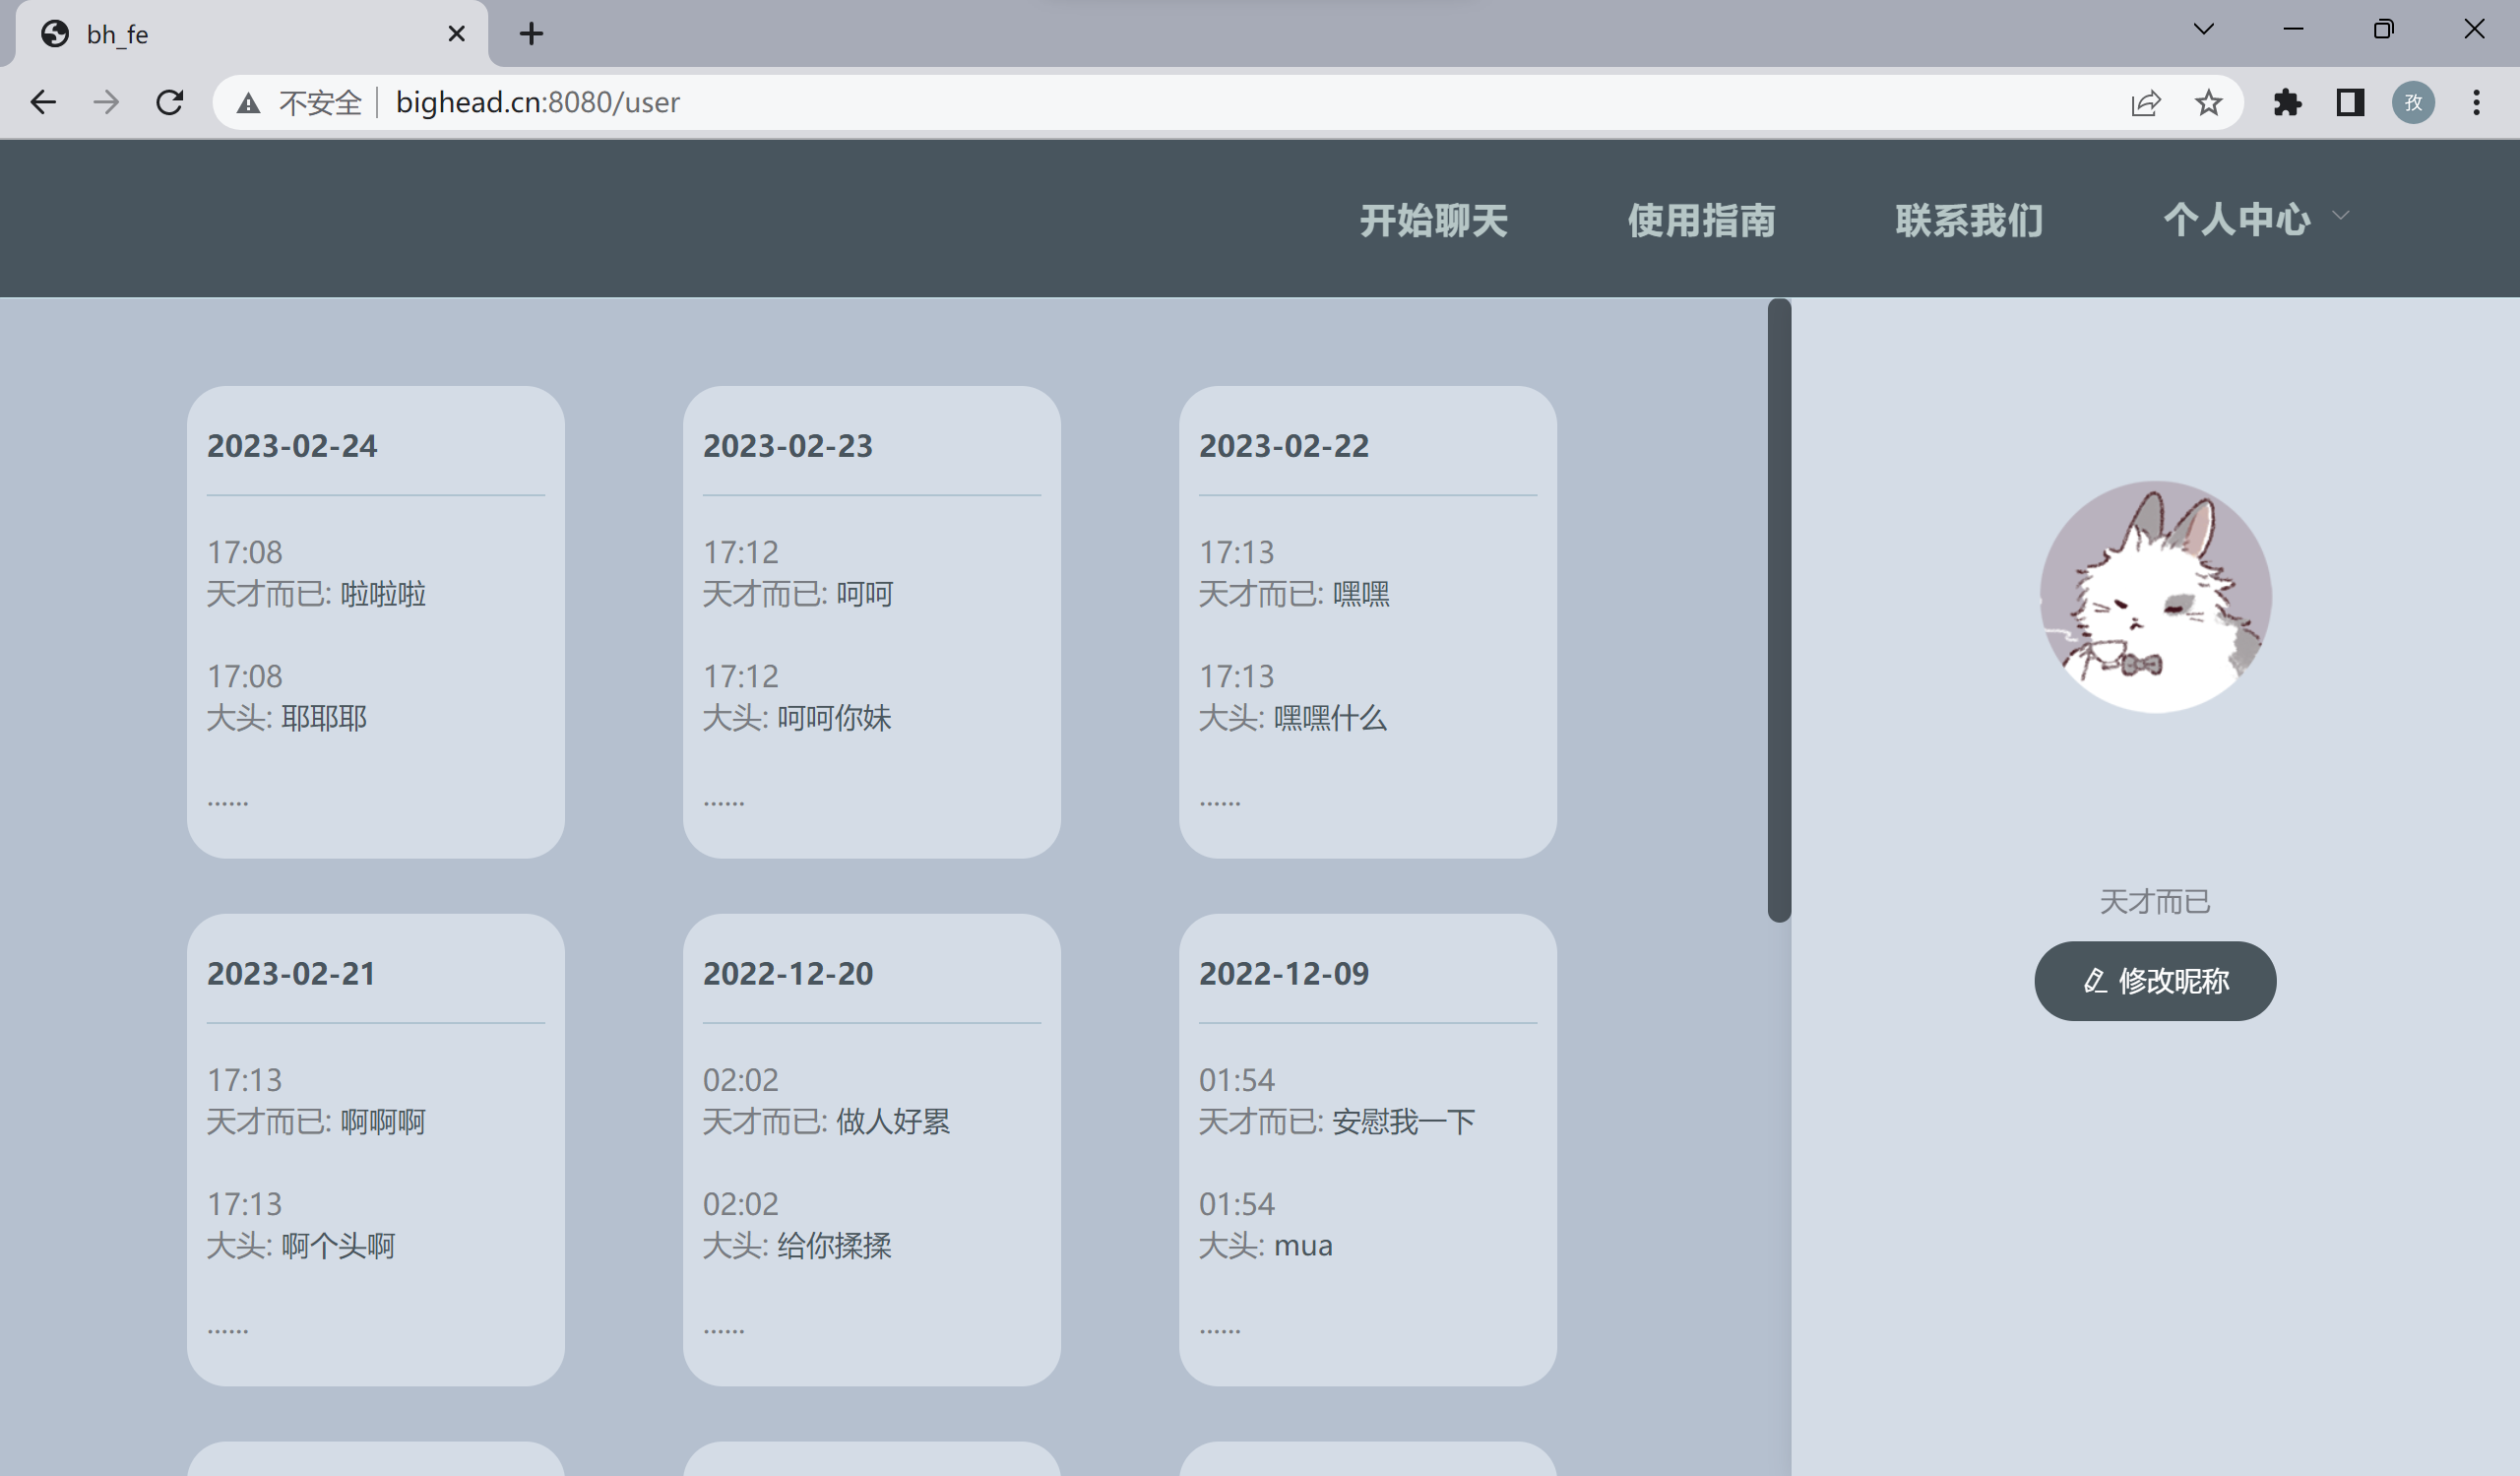 bh_fe
不安全 bighead.cn:8080/user
孜
开始聊天 使用指南 联系我们 个人中心
2023-02-24
17:08
天才而已: 啦啦啦
17:08
大头: 耶耶耶
......
2023-02-23
17:12
天才而已: 呵呵
17:12
大头: 呵呵你妹
......
2023-02-22
17:13
天才而已: 嘿嘿
17:13
大头: 嘿嘿什么
......
2023-02-21
17:13
天才而已: 啊啊啊
17:13
大头: 啊个头啊
......
2022-12-20
02:02
天才而已: 做人好累
02:02
大头: 给你揉揉
......
2022-12-09
01:54
天才而已: 安慰我一下
01:54
大头: mua
......
天才而已
修改昵称